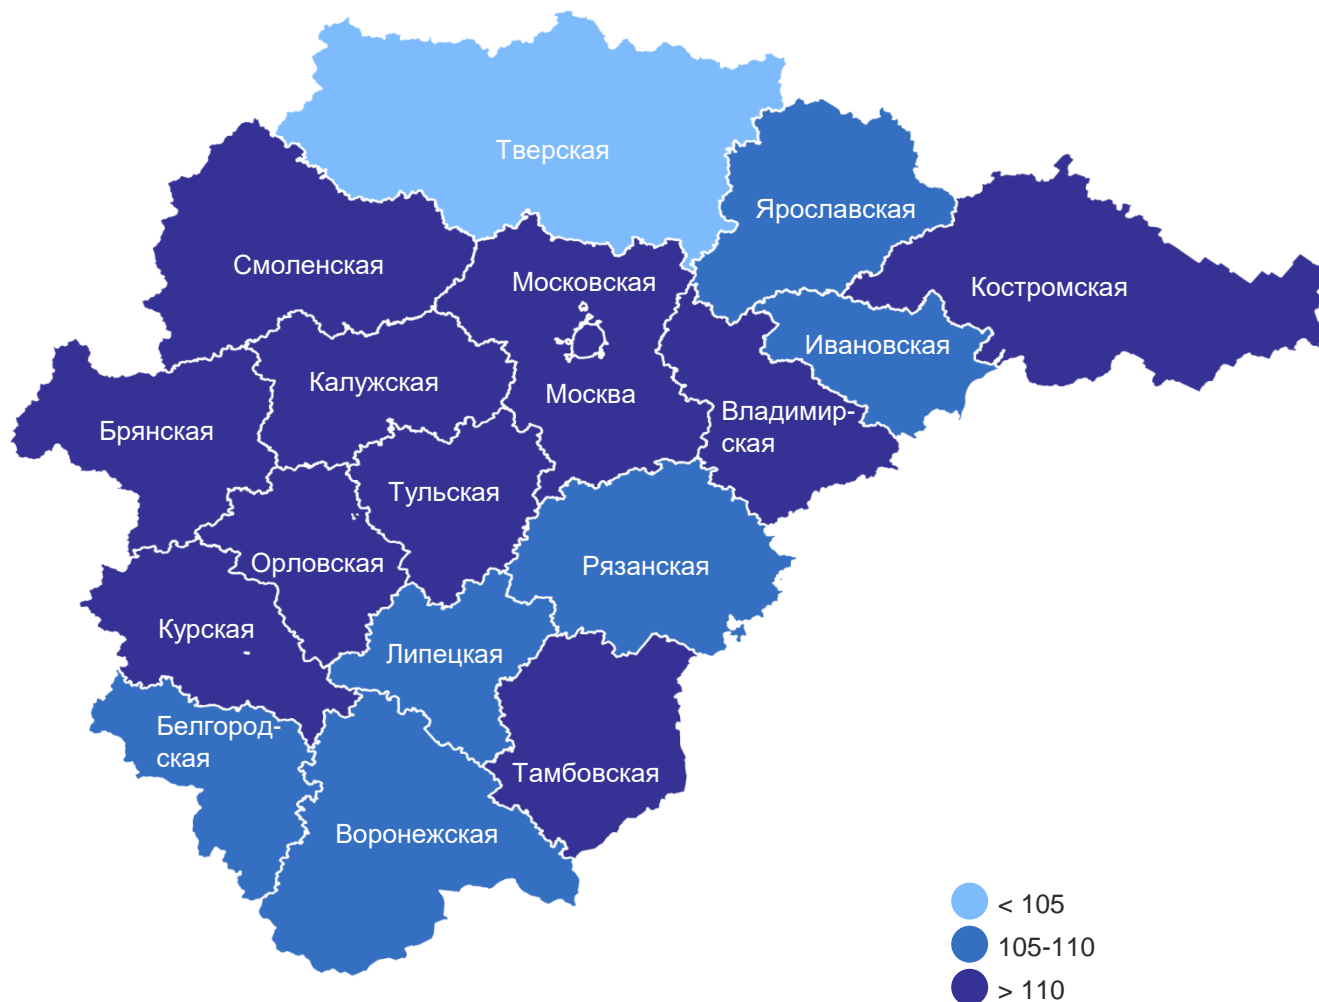 Тверская
Ярославская
Смоленская
Московская
Костромская
Ивановская
Калужская
Москва
Владимир-
ская
Брянская
Тульская
Орловская
Рязанская
Курская
Липецкая
Белгород-
ская
Тамбовская
Воронежская
< 105
105-110
> 110